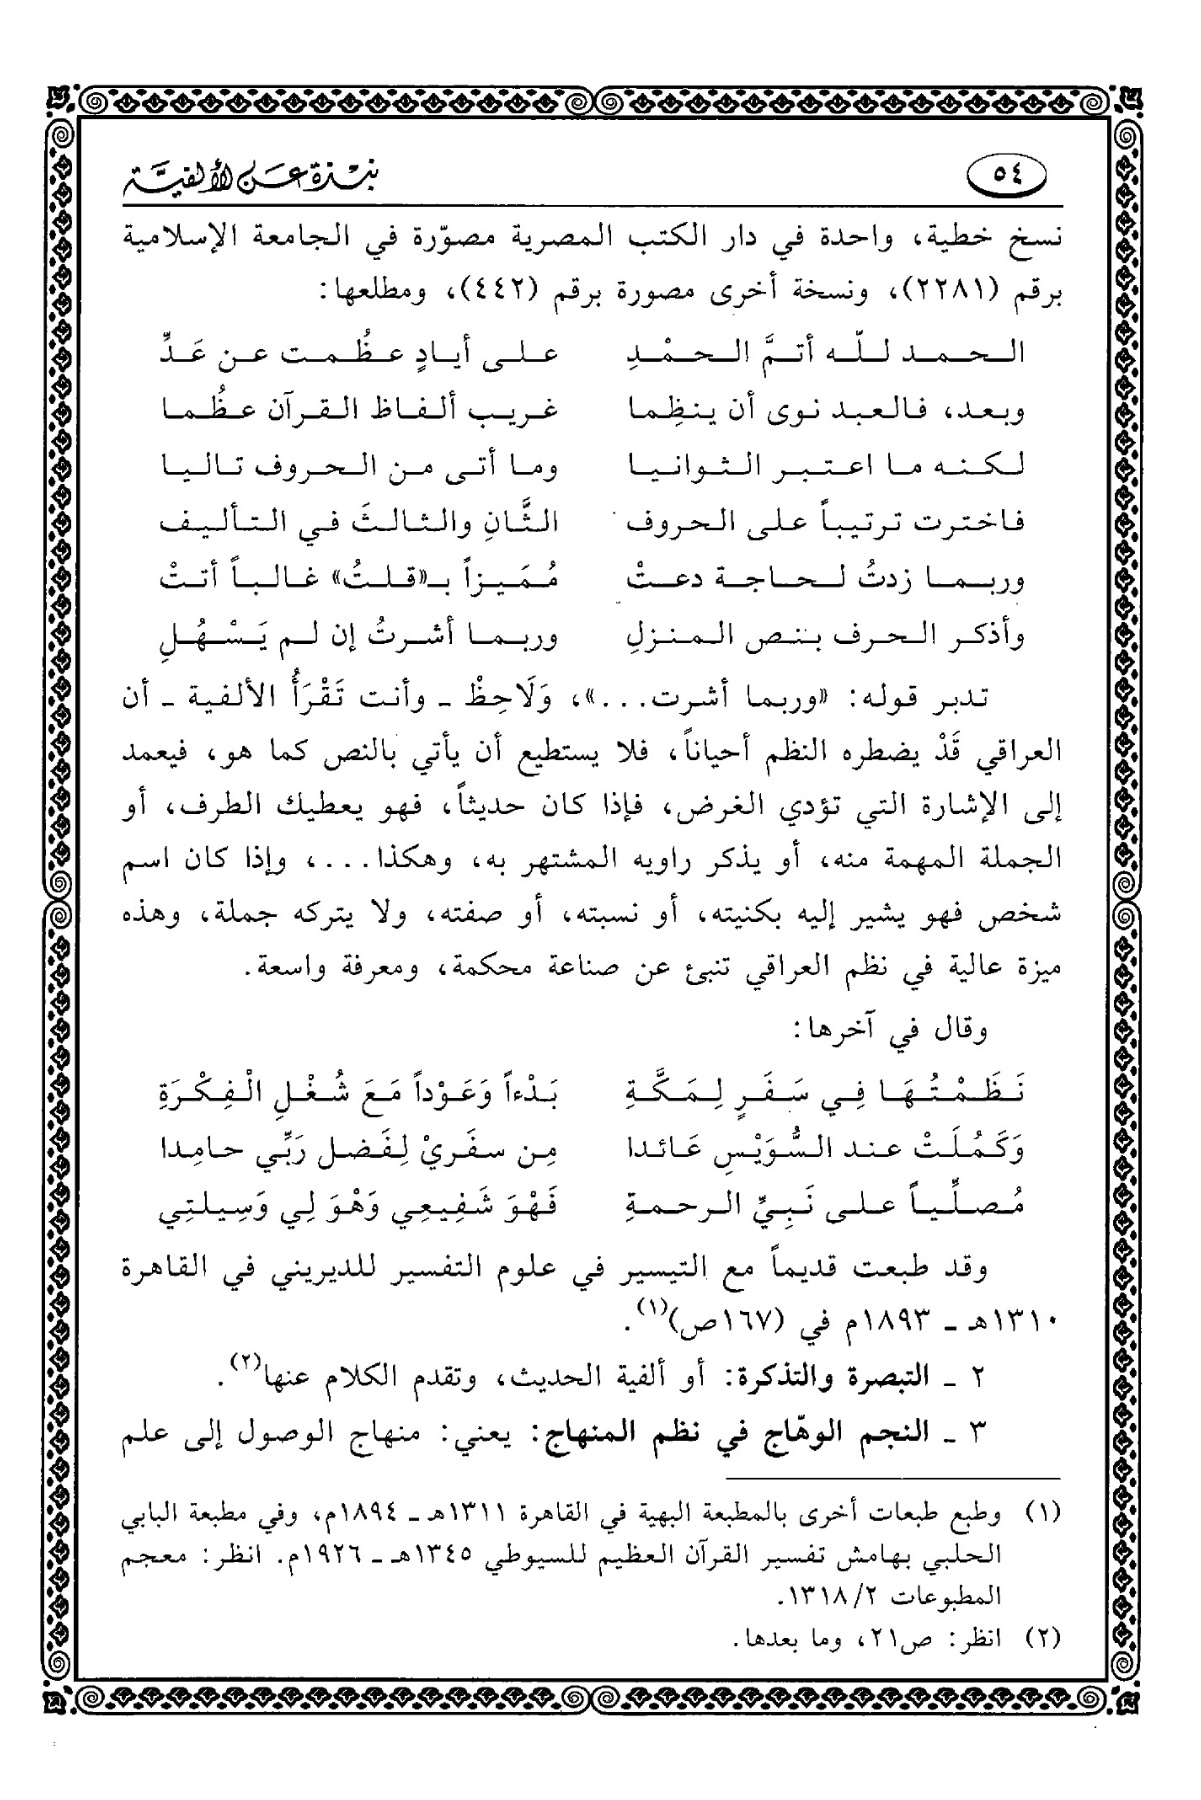 ٥٤
نبذة عن الألفية
نسخ خطية، واحدة في دار الكتب المصرية مصوّرة في الجامعة الإسلامية
برقم (٢٢٨١)، ونسخة أخرى مصورة برقم (٤٤٢)، ومطلعها:
الحمد للّه أتمَّ الحمْدِ على أيادٍ عظُمت عن عَدِّ
وبعد، فالعبد نوى أن ينظِما غريب ألفاظ القرآن عظُما
لكنه ما اعتبر الثوانيا وما أتى من الحروف تاليا
فاخترت ترتيباً على الحروف الثَّانِ والثالثَ في التأليف
وربما زدتُ لحاجة دعتْ مُمَيزاً بـ«قلتُ» غالباً أتتْ
وأذكر الحرف بنص المنزلِ وربما أشرتُ إن لم يَسْهُلِ
تدبر قوله: «وربما أشرت...»، وَلَاحِظْ ـ وأنت تَقْرَأُ الألفية ـ أن
العراقي قَدْ يضطره النظم أحياناً، فلا يستطيع أن يأتي بالنص كما هو، فيعمد
إلى الإشارة التي تؤدي الغرض، فإذا كان حديثاً، فهو يعطيك الطرف، أو
الجملة المهمة منه، أو يذكر راويه المشتهر به، وهكذا...، وإذا كان اسم
شخص فهو يشير إليه بكنيته، أو نسبته، أو صفته، ولا يتركه جملة، وهذه
ميزة عالية في نظم العراقي تنبئ عن صناعة محكمة، ومعرفة واسعة.
وقال في آخرها:
نَظَمْتُهَا فِي سَفَرٍ لِمَكَّةِ بَدْءاً وَعَوْداً مَعَ شُغْلِ الْفِكْرَةِ
وَكَمُلَتْ عند السُّوَيْسِ عَائدا مِن سفَريْ لِفَضل رَبِّي حامِدا
مُصلِّياً على نَبِيِّ الرحمةِ فَهْوَ شَفِيعِي وَهْوَ لِي وَسِيلتِي
وقد طبعت قديماً مع التيسير في علوم التفسير للديريني في القاهرة
١٣١٠هـ ـ ١٨٩٣م في (١٦٧ص)(١).
٢ ـ التبصرة والتذكرة: أو ألفية الحديث، وتقدم الكلام عنها(٢).
٣ ـ النجم الوهّاج في نظم المنهاج: يعني: منهاج الوصول إلى علم
(١) وطبع طبعات أخرى بالمطبعة البهية في القاهرة ١٣١١هـ ـ ١٨٩٤م، وفي مطبعة البابي
الحلبي بهامش تفسير القرآن العظيم للسيوطي ١٣٤٥هـ ـ ١٩٢٦م. انظر: معجم
المطبوعات ١٣١٨/٢.
(٢) انظر: ص٢١، وما بعدها.